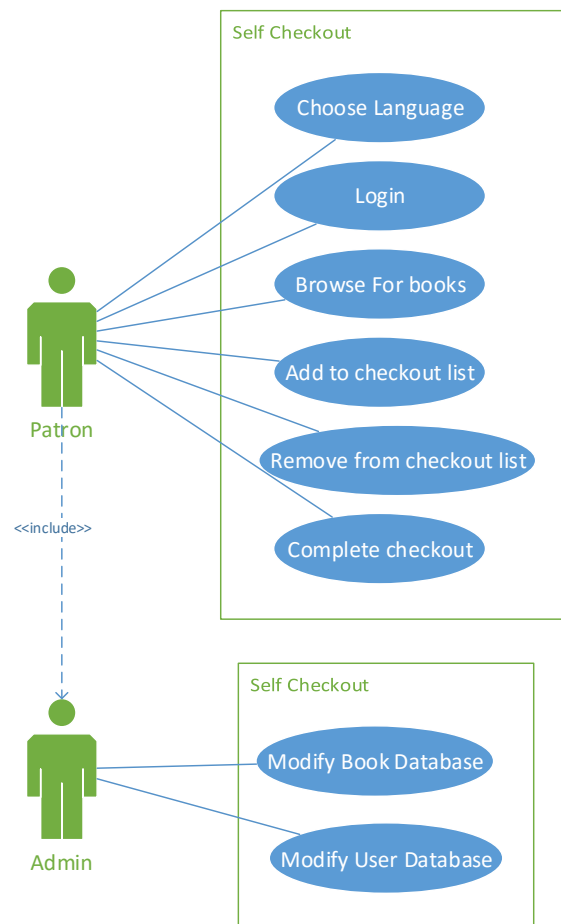 Self Checkout
Choose Language
Login
Browse For books
Add to checkout list
Patron
Remove from checkout list
<<include>>
Complete checkout
Self Checkout
Modify Book Database
Admin
Modify User Database